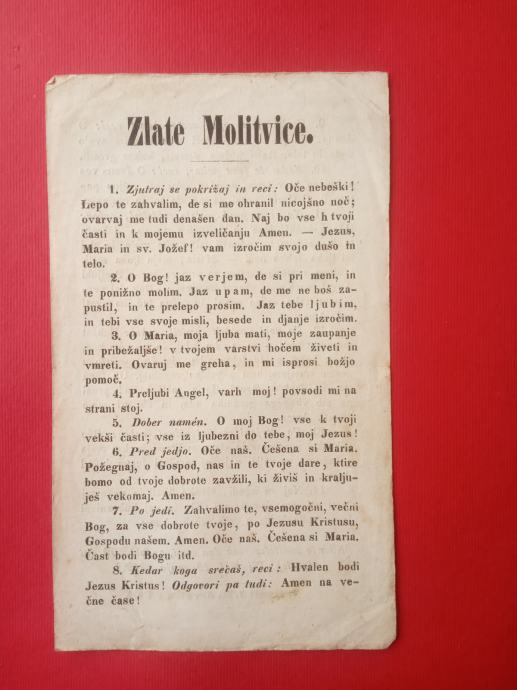 Zlate Molitvice.
1. Zjutraj se pokrižaj in reci: Oče nebeški!
Lepo te zahvalim, de si me ohranil nicojšno noč;
ovarvaj me tudi denašen dan. Naj bo vse k tvoji
časti in k mojemu izveličanju Amen. — Jezus,
Maria in sv. Jožef! vam izročim svojo dušo in
telo.
2. O Bog! jaz verjem, de si pri meni, in
te ponižno molim. Jaz upam, de me ne boš za-
pustil, in te prelepo prosim. Jaz tebe ljubim,
in tebi vse svoje misli, besede in djanje izročim.
3. O Maria, moja ljuba mati, moje zaupanje
in pribežaljše! v tvojem varstvi hočem živeti in
vmreti. Ovaruj me greha, in mi isprosi božjo
pomoč.
4. Preljubi Angel, varh moj! povsodi mi na
strani stoj.
5. Dober namén. O moj Bog! vse k tvoji
vekši časti; vse iz ljubezni do tebe, moj Jezus!
6. Pred jedjo. Oče naš. Češena si Maria.
Požegnaj, o Gospod, nas in te tvoje dare, ktire
bomo od tvoje dobrote zavžili, ki živiš in kralju-
ješ vekomaj. Amen.
7. Po jedi. Zahvalimo te, vsemogočni, večni
Bog, za vse dobrote tvoje, po Jezusu Kristusu,
Gospodu našem. Amen. Oče naš. Češena si Maria.
Čast bodi Bogu itd.
8. Kedar koga srečaš, reci: Hvalen bodi
Jezus Kristus! Odgovori pa tudi: Amen na ve-
čne čase!